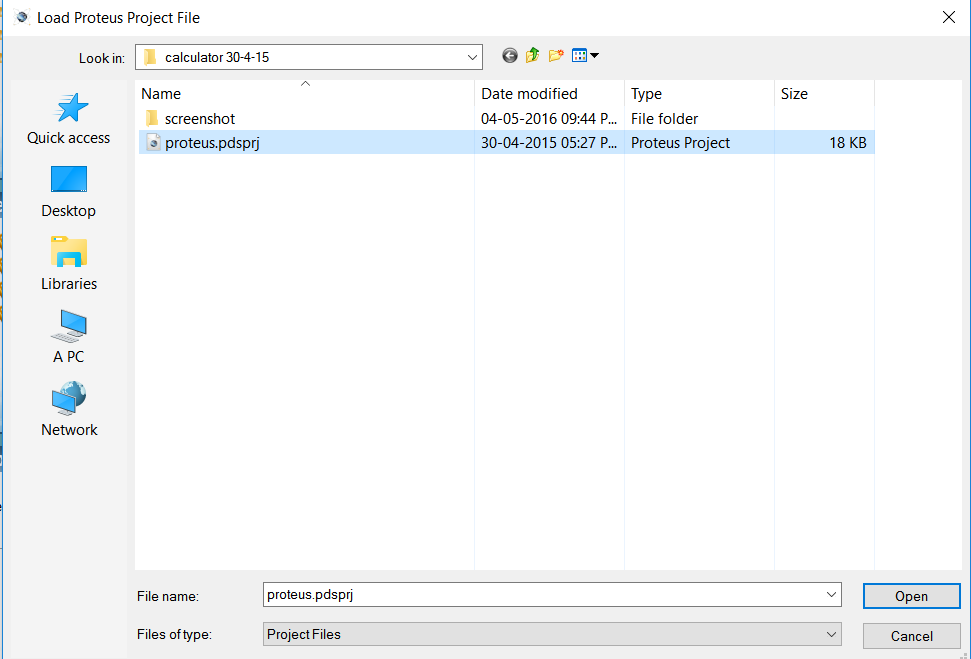 Load Proteus Project File
Look in: calculator 30-4-15
Name Date modified Type Size
screenshot 04-05-2016 09:44 P... File folder
proteus.pdsprj 30-04-2015 05:27 P... Proteus Project 18 KB
Quick access
Desktop
Libraries
A PC
Network
File name: proteus.pdsprj Open
Files of type: Project Files Cancel